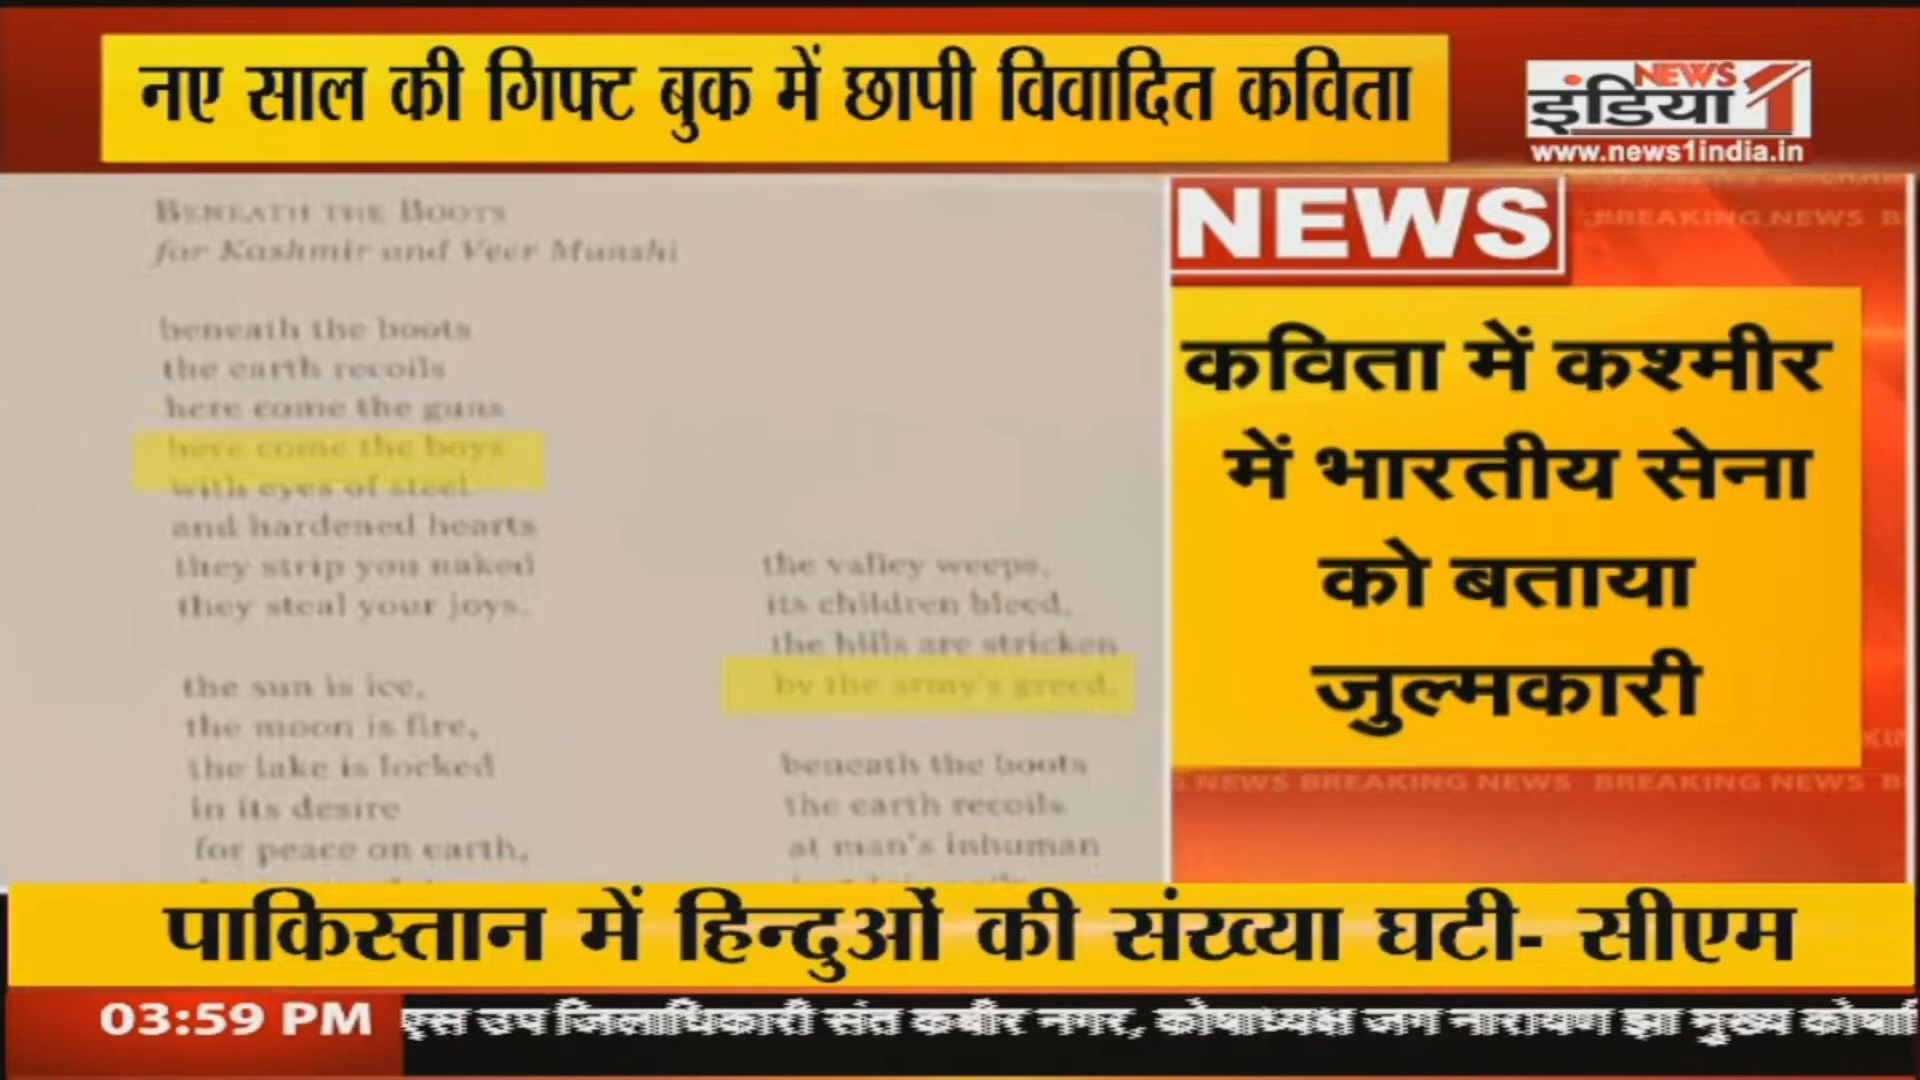 नए साल की गिफ्ट बुक में छापी विवादित कविता
NEWS
इंडिया 1
www.news1india.in
BENEATH THE BOOTS
for Kashmir and Veer Munshi
beneath the boots
the earth recoils
here come the guns
here come the boys
with eyes of steel
and hardened hearts
they strip you naked
they steal your joys.
the sun is ice,
the moon is fire,
the lake is locked
in its desire
for peace on earth,
the valley weeps,
its children bleed,
the hills are stricken
by the army's greed.
beneath the boots
the earth recoils
at man's inhuman
NEWS
BREAKING NEWS
कविता में कश्मीर
में भारतीय सेना
को बताया
जुल्मकारी
NEWS BREAKING NEWS BREAKING NEWS
पाकिस्तान में हिन्दुओं की संख्या घटी- सीएम
03:59 PM
एस उप जिलाधिकारी संत कबीर नगर, कोषाध्यक्ष जग नारायण झा मुख्य